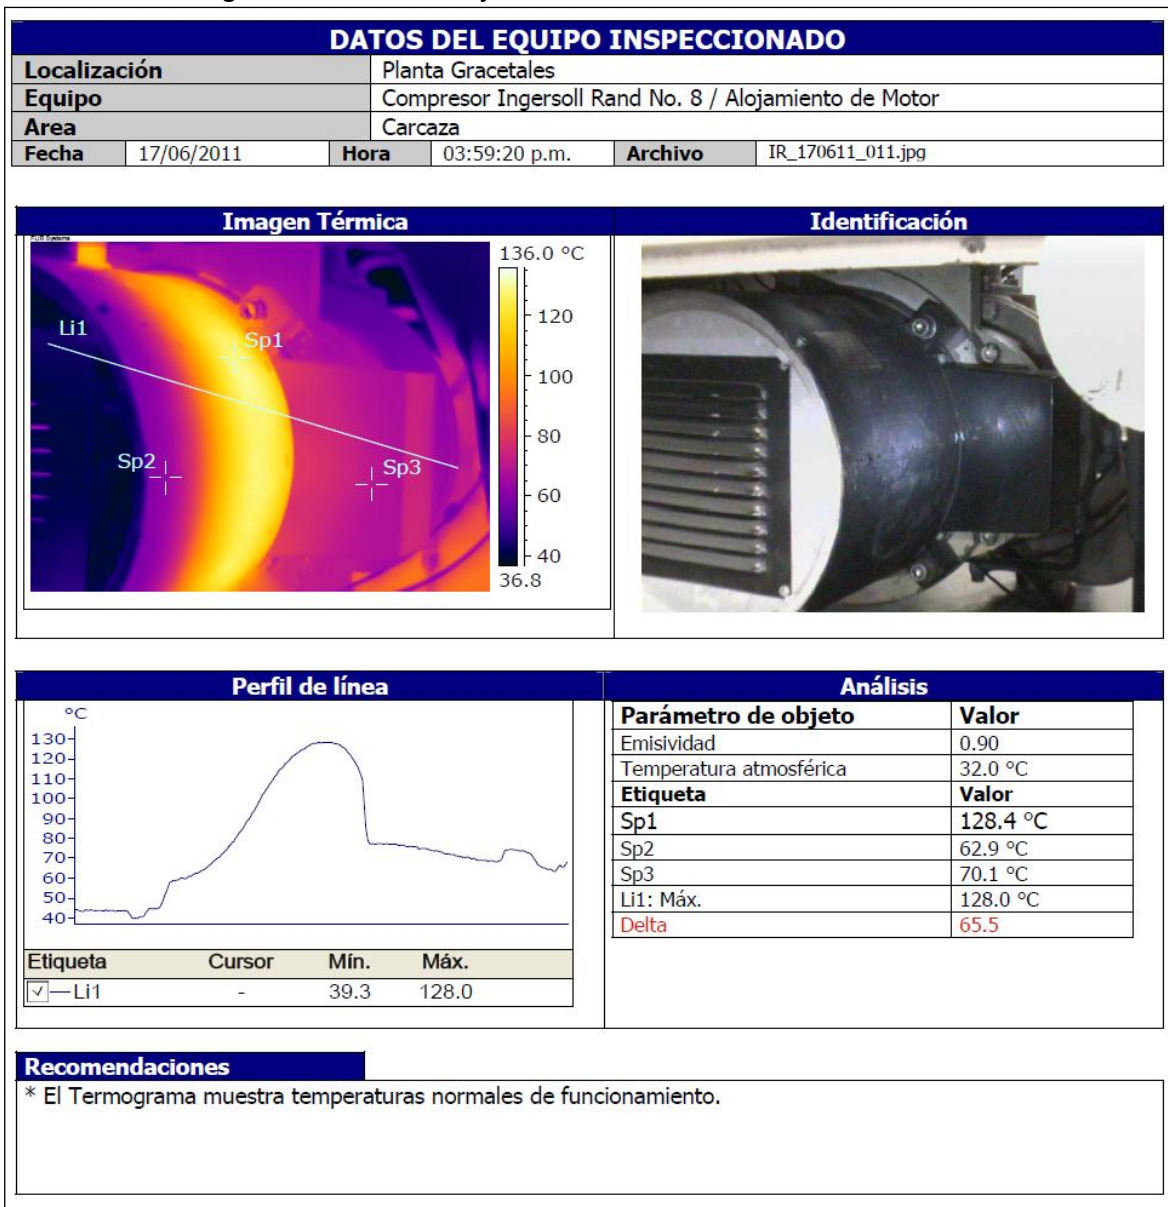 DATOS DEL EQUIPO INSPECCIONADO
Localización Planta Gracetales
Equipo Compresor Ingersoll Rand No. 8 / Alojamiento de Motor
Area Carcaza
Fecha 17/06/2011 Hora 03:59:20 p.m. Archivo IR_170611_011.jpg
Imagen Térmica Identificación
FLIR Systems
136.0 °C
120
100
80
60
40
36.8
Li1
Sp1
Sp2
Sp3
Perfil de línea
°C
130
120
110
100
90
80
70
60
50
40
Etiqueta Cursor Mín. Máx.
Li1 - 39.3 128.0
Análisis
Parámetro de objeto Valor
Emisividad 0.90
Temperatura atmosférica 32.0 °C
Etiqueta Valor
Sp1 128.4 °C
Sp2 62.9 °C
Sp3 70.1 °C
Li1: Máx. 128.0 °C
Delta 65.5
Recomendaciones
* El Termograma muestra temperaturas normales de funcionamiento.